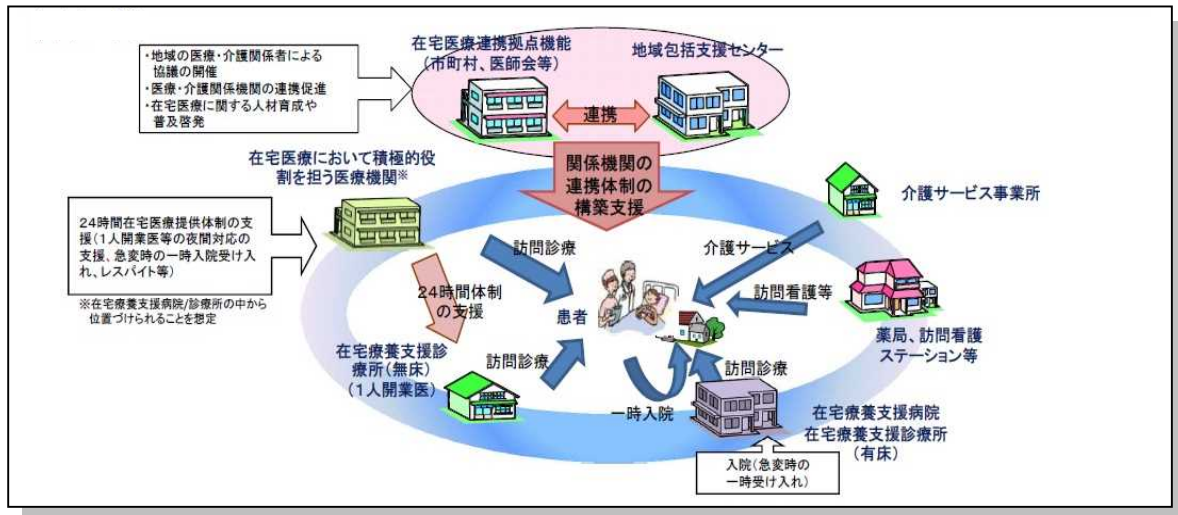 ・地域の医療・介護関係者による
協議の開催
・医療・介護関係機関の連携促進
・在宅医療に関する人材育成や
普及啓発
在宅医療連携拠点機能
（市町村、医師会等）
地域包括支援センター
連携
関係機関の
連携体制の
構築支援
在宅医療において積極的役
割を担う医療機関※
24時間在宅医療提供体制の支
援（1人開業医等の夜間対応の
支援、急変時の一時入院受け入
れ、レスパイト等）
※在宅療養支援病院/診療所の中から
位置づけられることを想定
介護サービス事業所
訪問診療
介護サービス
24時間体制
の支援
患者
訪問看護等
薬局、訪問看護
ステーション等
在宅療養支援診
療所（無床）
（1人開業医）
訪問診療
訪問診療
一時入院
在宅療養支援病院
在宅療養支援診療所
（有床）
入院（急変時の
一時受け入れ）